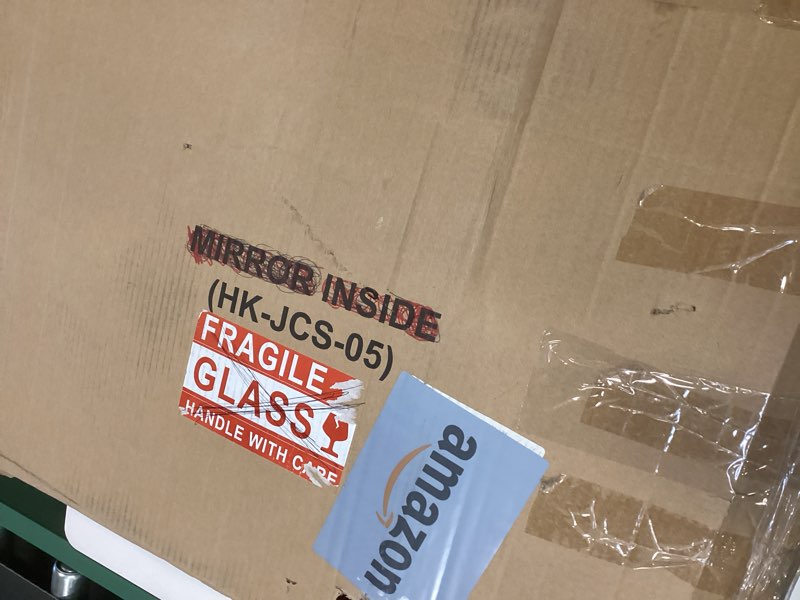 MIRROR INSIDE
(HK-JCS-05)
FRAGILE
GLASS
HANDLE WITH CARE
amazon